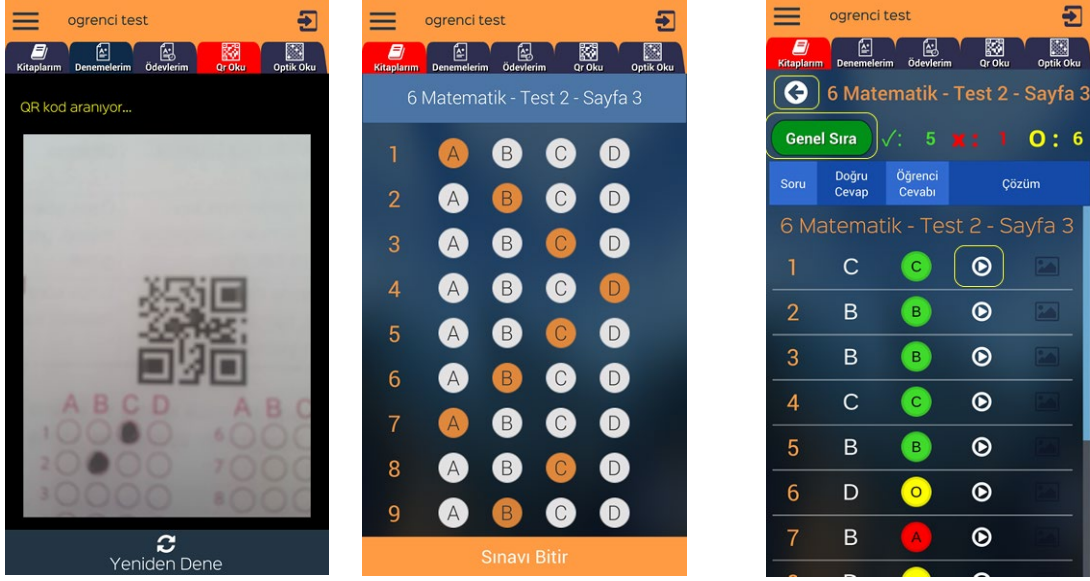 ogrenci test
Kitaplarım Denemelerim Ödevlerim Qr Oku Optik Oku
QR kod aranıyor...
A B C D A B C
1 6
2 7
3 8
Yeniden Dene
ogrenci test
Kitaplarım Denemelerim Ödevlerim Qr Oku Optik Oku
6 Matematik - Test 2 - Sayfa 3
1 A B C D
2 A B C D
3 A B C D
4 A B C D
5 A B C D
6 A B C D
7 A B C D
8 A B C D
9 A B C D
Sınavı Bitir
ogrenci test
Kitaplarım Denemelerim Ödevlerim Qr Oku Optik Oku
6 Matematik - Test 2 - Sayfa 3
Genel Sıra ✓: 5 ✖: 1 O: 6
Soru Doğru Cevap Öğrenci Cevabı Çözüm
6 Matematik - Test 2 - Sayfa 3
1 C C
2 B B
3 B B
4 C C
5 B B
6 D O
7 B A